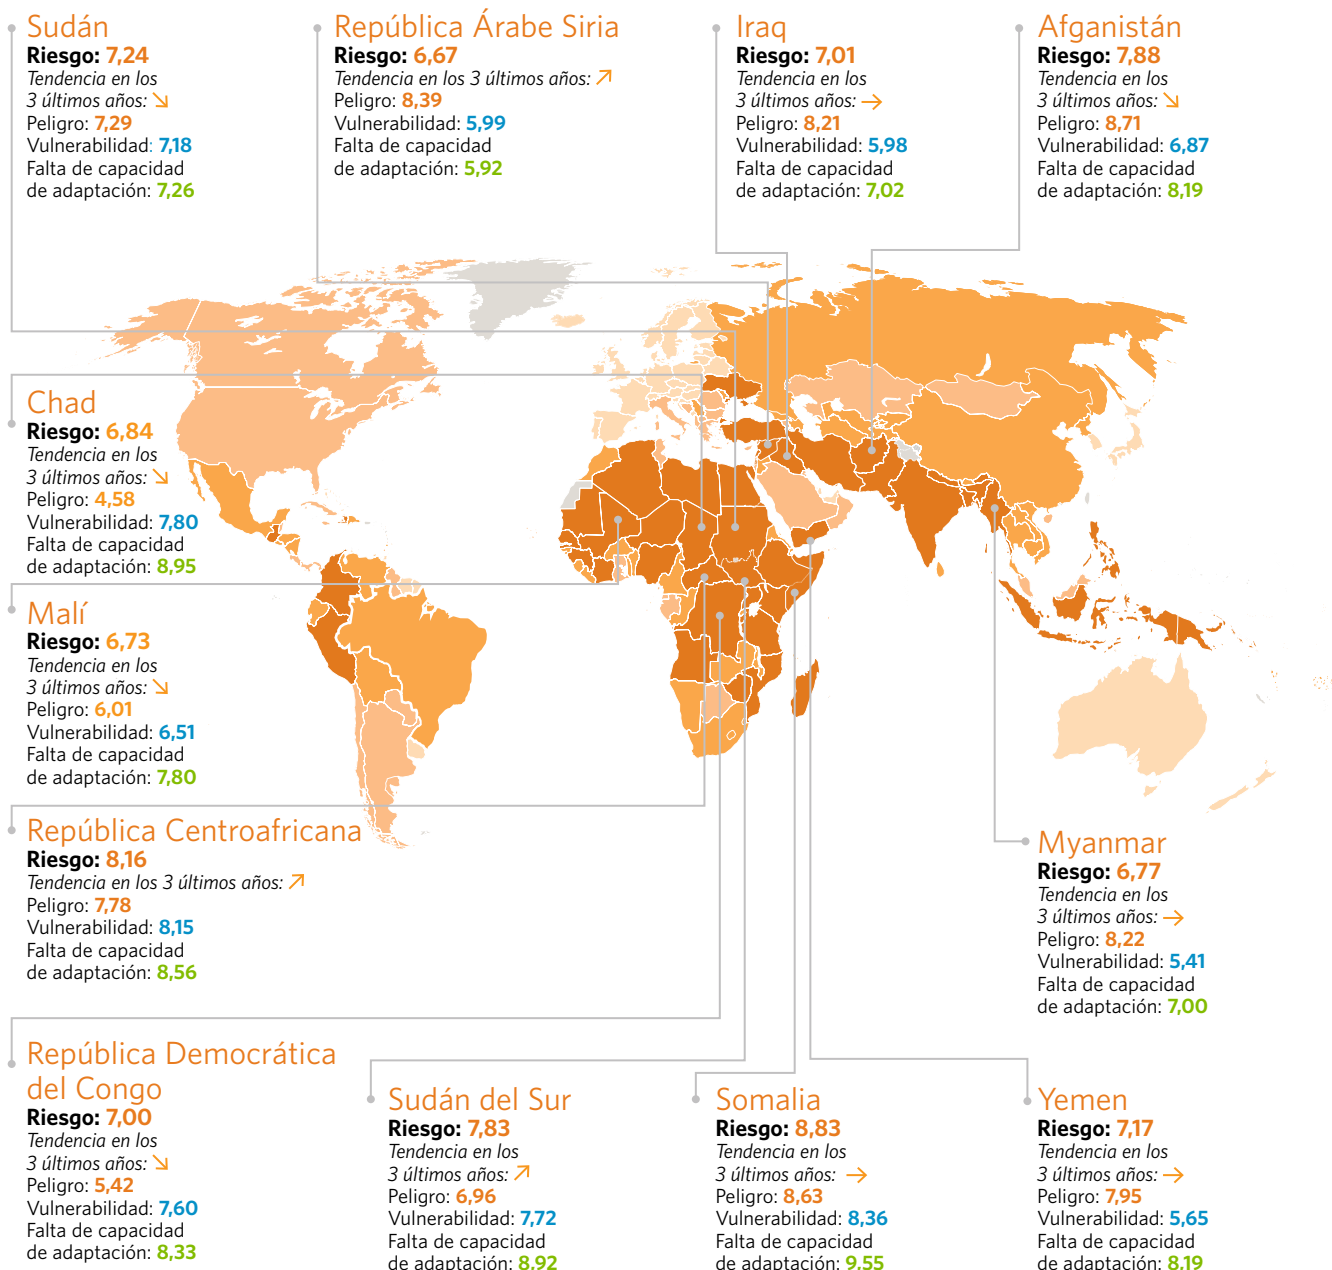 Sudán
Riesgo: 7,24
Tendencia en los
3 últimos años: ↘
Peligro: 7,29
Vulnerabilidad: 7,18
Falta de capacidad
de adaptación: 7,26
República Árabe Siria
Riesgo: 6,67
Tendencia en los 3 últimos años: ↗
Peligro: 8,39
Vulnerabilidad: 5,99
Falta de capacidad
de adaptación: 5,92
Iraq
Riesgo: 7,01
Tendencia en los
3 últimos años: →
Peligro: 8,21
Vulnerabilidad: 5,98
Falta de capacidad
de adaptación: 7,02
Afganistán
Riesgo: 7,88
Tendencia en los
3 últimos años: ↘
Peligro: 8,71
Vulnerabilidad: 6,87
Falta de capacidad
de adaptación: 8,19
Chad
Riesgo: 6,84
Tendencia en los
3 últimos años: ↘
Peligro: 4,58
Vulnerabilidad: 7,80
Falta de capacidad
de adaptación: 8,95
Malí
Riesgo: 6,73
Tendencia en los
3 últimos años: ↘
Peligro: 6,01
Vulnerabilidad: 6,51
Falta de capacidad
de adaptación: 7,80
República Centroafricana
Riesgo: 8,16
Tendencia en los 3 últimos años: ↗
Peligro: 7,78
Vulnerabilidad: 8,15
Falta de capacidad
de adaptación: 8,56
Myanmar
Riesgo: 6,77
Tendencia en los
3 últimos años: →
Peligro: 8,22
Vulnerabilidad: 5,41
Falta de capacidad
de adaptación: 7,00
República Democrática
del Congo
Riesgo: 7,00
Tendencia en los
3 últimos años: ↘
Peligro: 5,42
Vulnerabilidad: 7,60
Falta de capacidad
de adaptación: 8,33
Sudán del Sur
Riesgo: 7,83
Tendencia en los
3 últimos años: ↗
Peligro: 6,96
Vulnerabilidad: 7,72
Falta de capacidad
de adaptación: 8,92
Somalia
Riesgo: 8,83
Tendencia en los
3 últimos años: →
Peligro: 8,63
Vulnerabilidad: 8,36
Falta de capacidad
de adaptación: 9,55
Yemen
Riesgo: 7,17
Tendencia en los
3 últimos años: →
Peligro: 7,95
Vulnerabilidad: 5,65
Falta de capacidad
de adaptación: 8,19